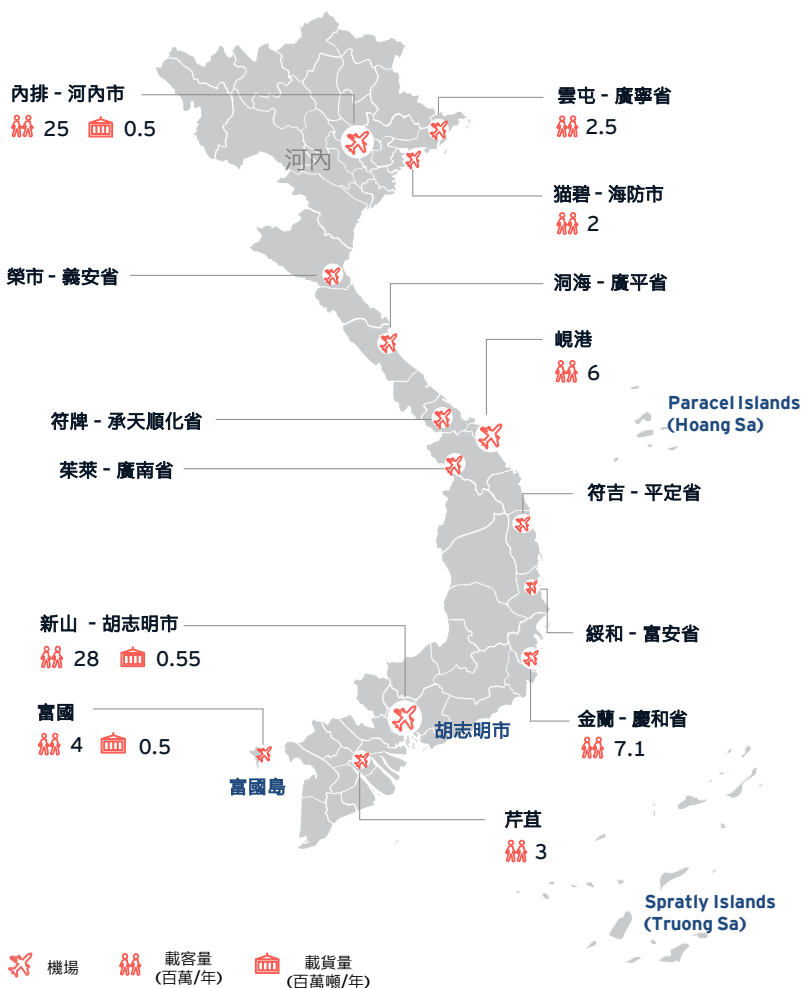 內排 - 河內市
25 0.5
雲屯 - 廣寧省
2.5
河內
猫碧 - 海防市
2
榮市 - 義安省
洞海 - 廣平省
峴港
6
Paracel Islands
(Hoang Sa)
符牌 - 承天順化省
茱萊 - 廣南省
符吉 - 平定省
新山 - 胡志明市
28 0.55
綏和 - 富安省
富國
4 0.5
金蘭 - 慶和省
7.1
胡志明市
富國島
芹苴
3
Spratly Islands
(Truong Sa)
機場
載客量
(百萬/年)
載貨量
(百萬噸/年)